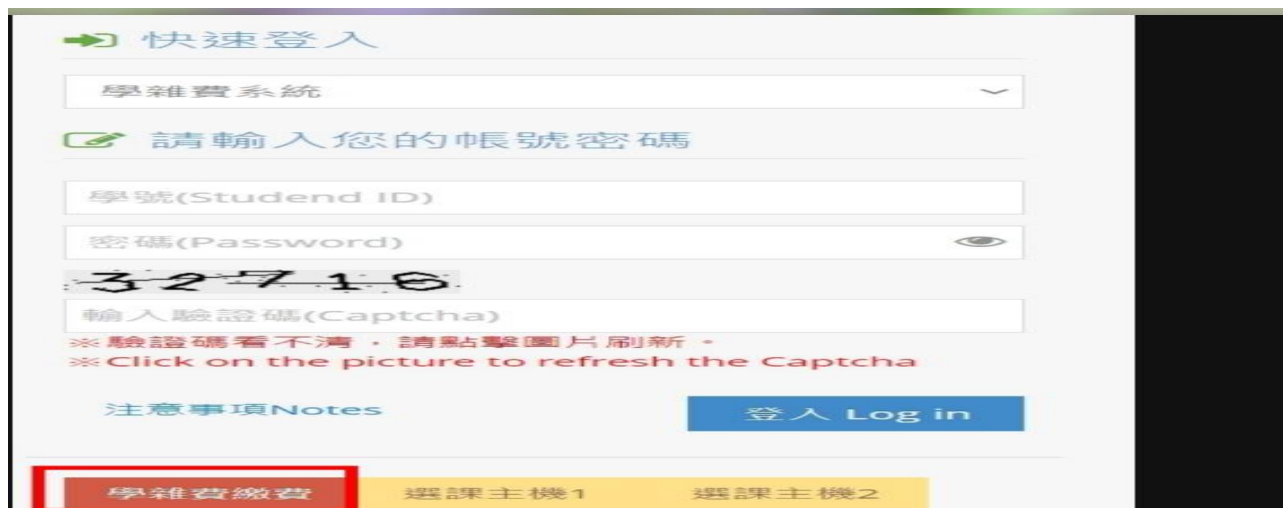 快速登入
學雜費系統
請輸入您的帳號密碼
學號(Studend ID)
密碼(Password)
32716
輸入驗證碼(Captcha)
※驗證碼看不清，請點擊圖片刷新。
※Click on the picture to refresh the Captcha
注意事項Notes
登入 Log in
學雜費繳費 選課主機1 選課主機2